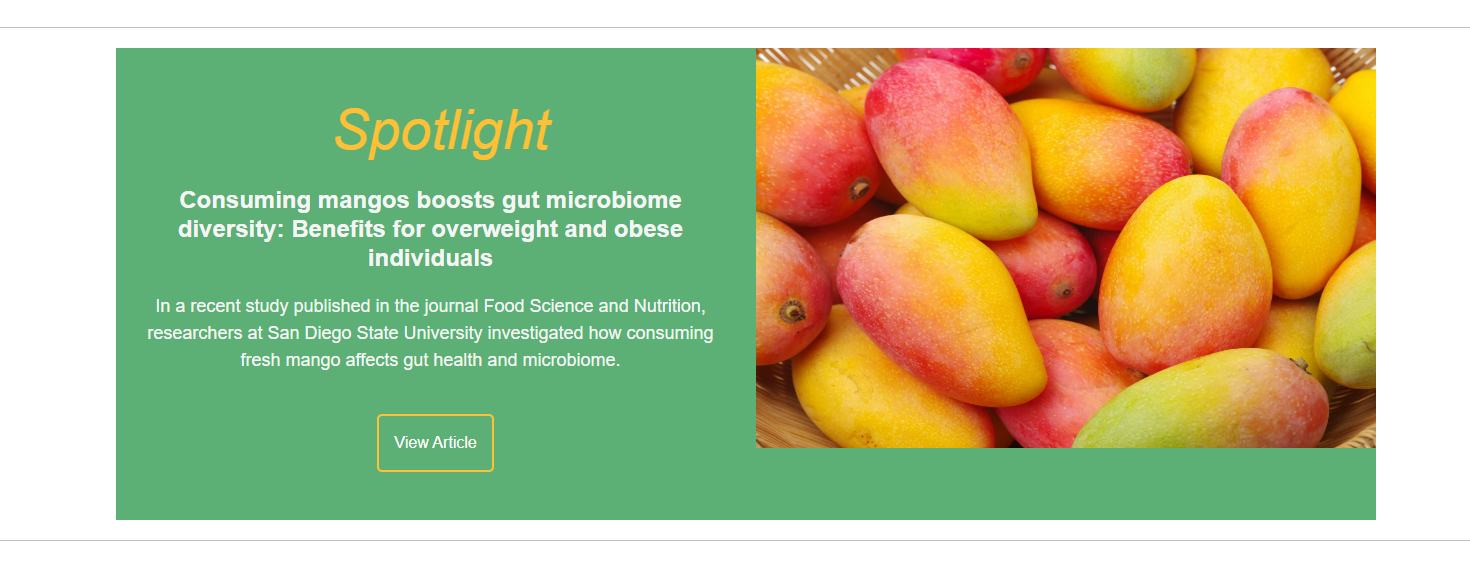 Spotlight
Consuming mangos boosts gut microbiome
diversity: Benefits for overweight and obese
individuals
In a recent study published in the journal Food Science and Nutrition,
researchers at San Diego State University investigated how consuming
fresh mango affects gut health and microbiome.
View Article